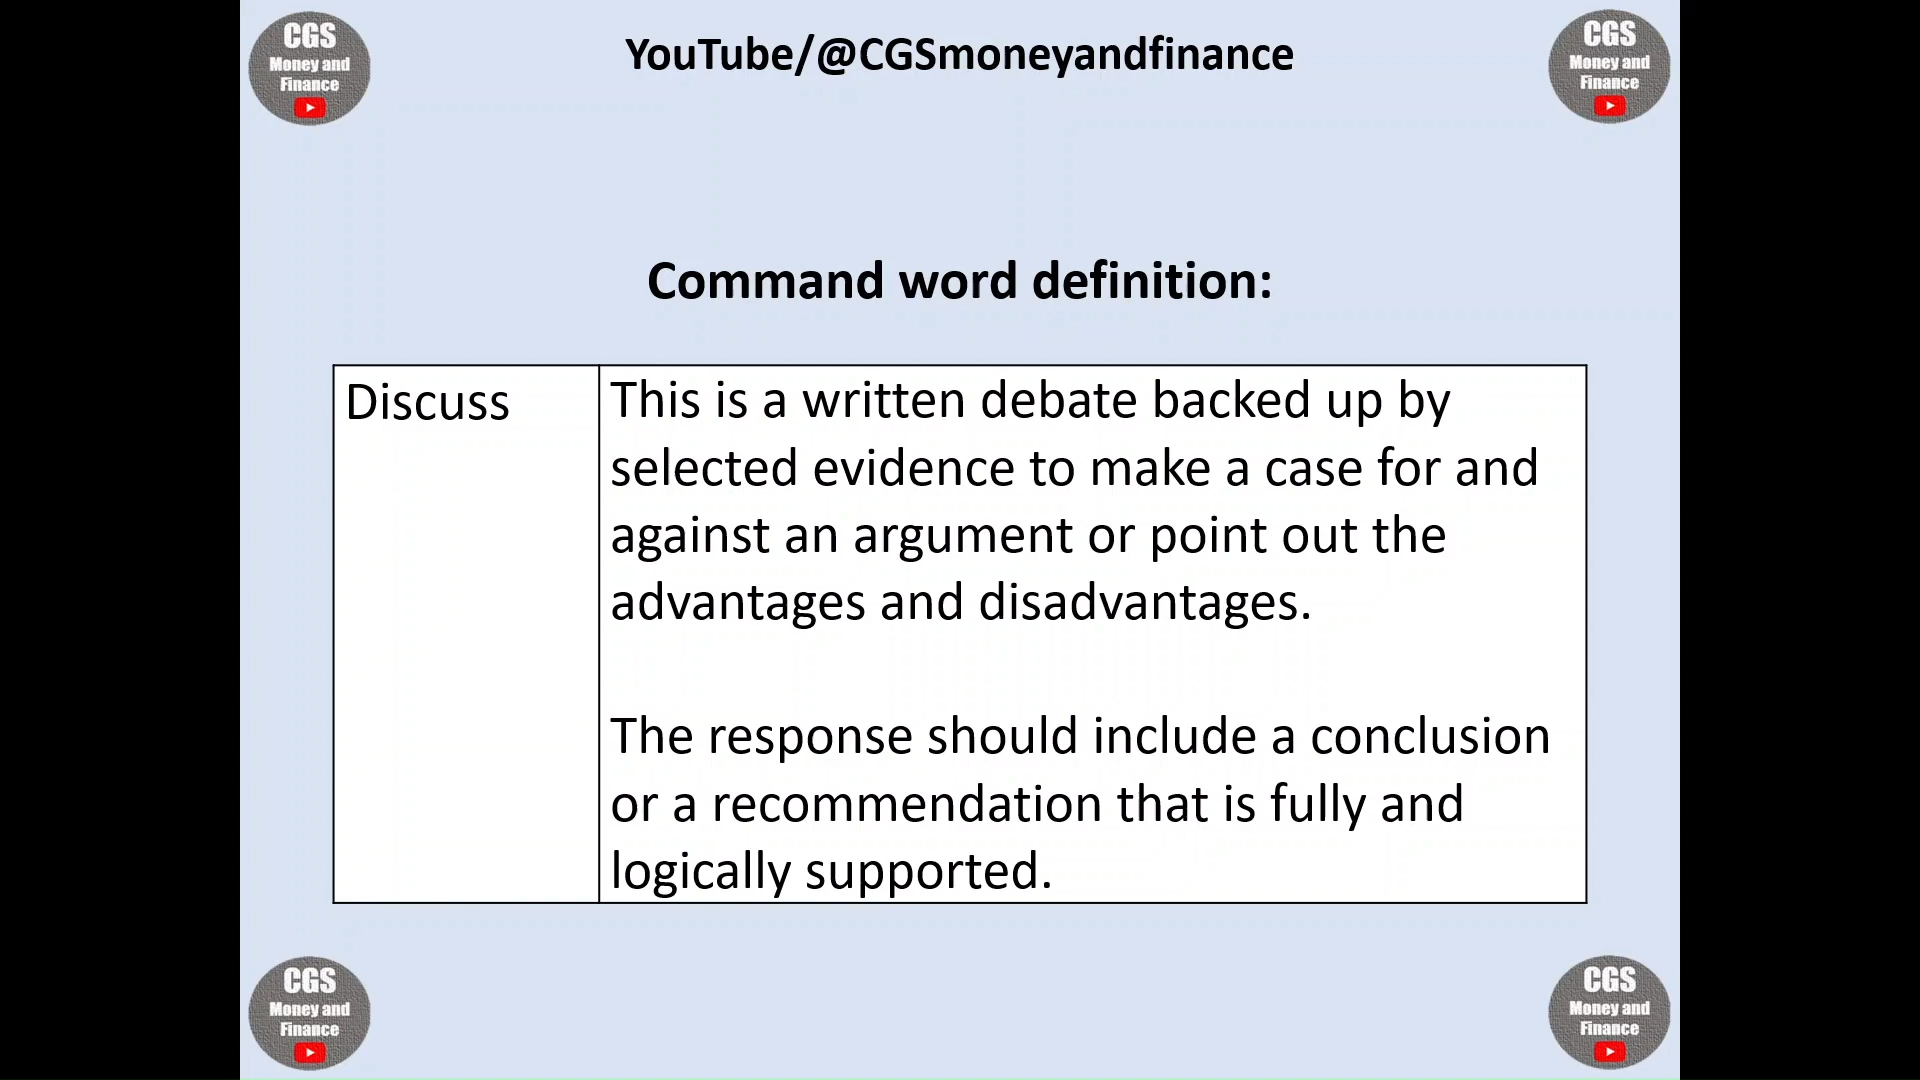 CGS
Money and
Finance
YouTube/@CGSmoneyandfinance
CGS
Money and
Finance
Command word definition:
Discuss
This is a written debate backed up by
selected evidence to make a case for and
against an argument or point out the
advantages and disadvantages.
The response should include a conclusion
or a recommendation that is fully and
logically supported.
CGS
Money and
Finance
CGS
Money and
Finance